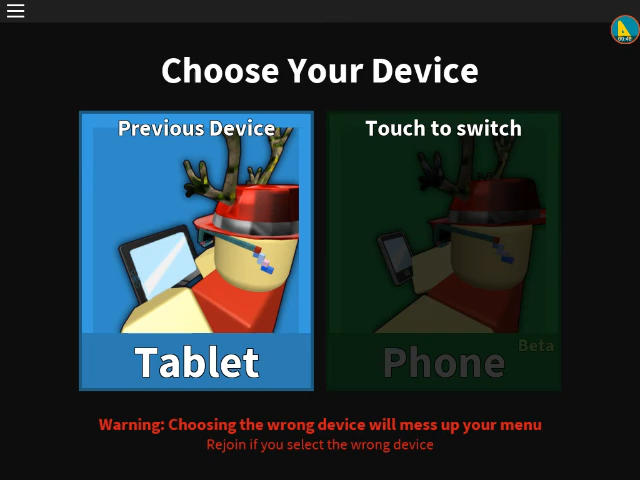 Choose Your Device
Previous Device
Touch to switch
Tablet
Phone
Beta
Warning: Choosing the wrong device will mess up your menu
Rejoin if you select the wrong device